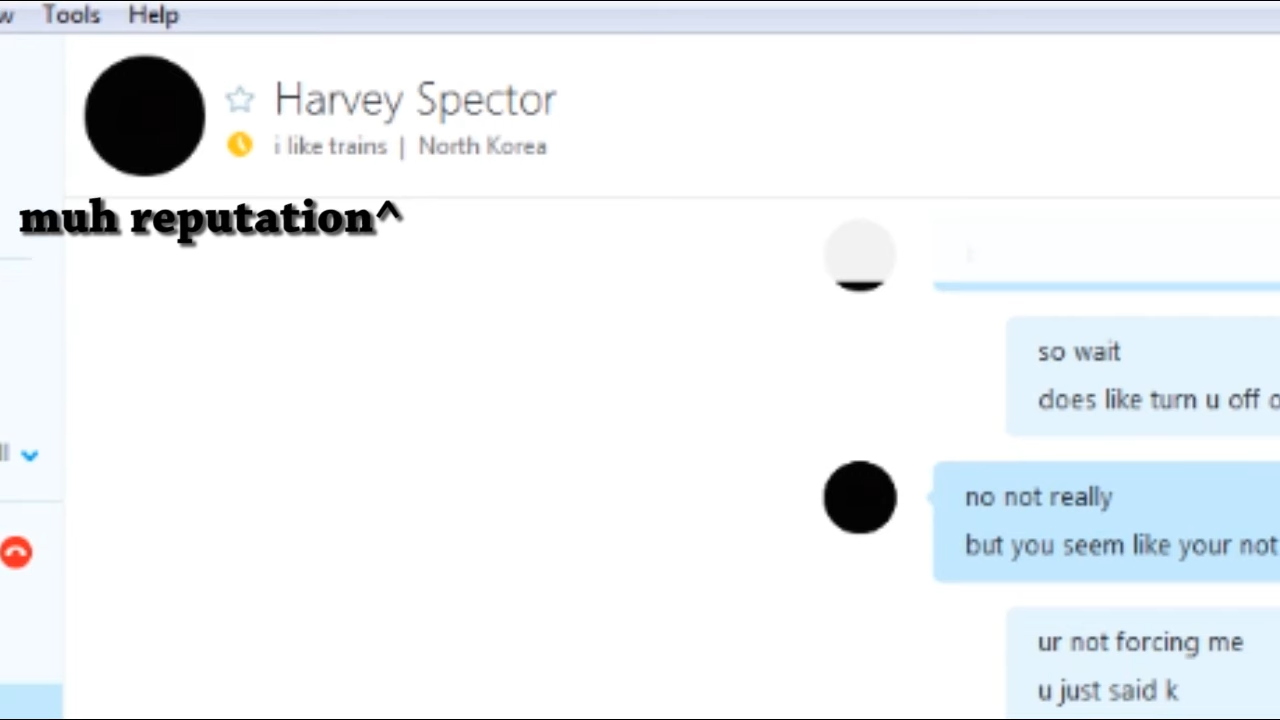 Tools Help
Harvey Spector
i like trains | North Korea
muh reputation^
so wait
does like turn u off
no not really
but you seem like your not
ur not forcing me
u just said k